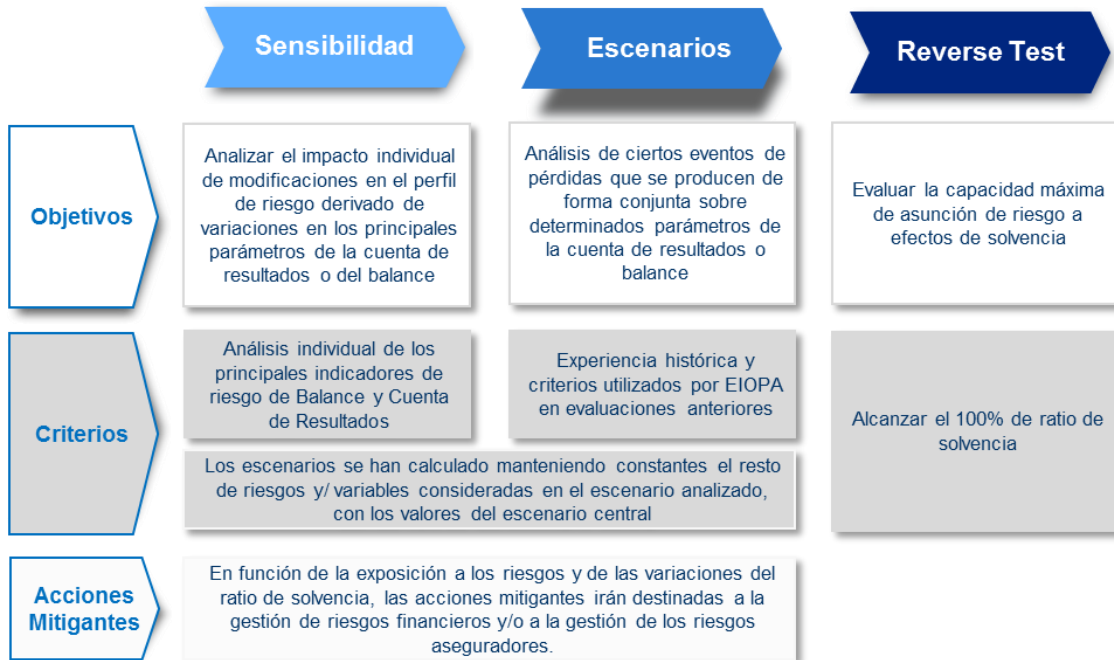 Sensibilidad
Escenarios
Reverse Test
Objetivos
Analizar el impacto individual
de modificaciones en el perfil
de riesgo derivado de
variaciones en los principales
parámetros de la cuenta de
resultados o del balance
Análisis de ciertos eventos de
pérdidas que se producen de
forma conjunta sobre
determinados parámetros de
la cuenta de resultados o
balance
Evaluar la capacidad máxima
de asunción de riesgo a
efectos de solvencia
Criterios
Análisis individual de los
principales indicadores de
riesgo de Balance y Cuenta
de Resultados
Experiencia histórica y
criterios utilizados por EIOPA
en evaluaciones anteriores
Alcanzar el 100% de ratio de
solvencia
Los escenarios se han calculado manteniendo constantes el resto
de riesgos y/ variables consideradas en el escenario analizado,
con los valores del escenario central
Acciones
Mitigantes
En función de la exposición a los riesgos y de las variaciones del
ratio de solvencia, las acciones mitigantes irán destinadas a la
gestión de riesgos financieros y/o a la gestión de los riesgos
aseguradores.